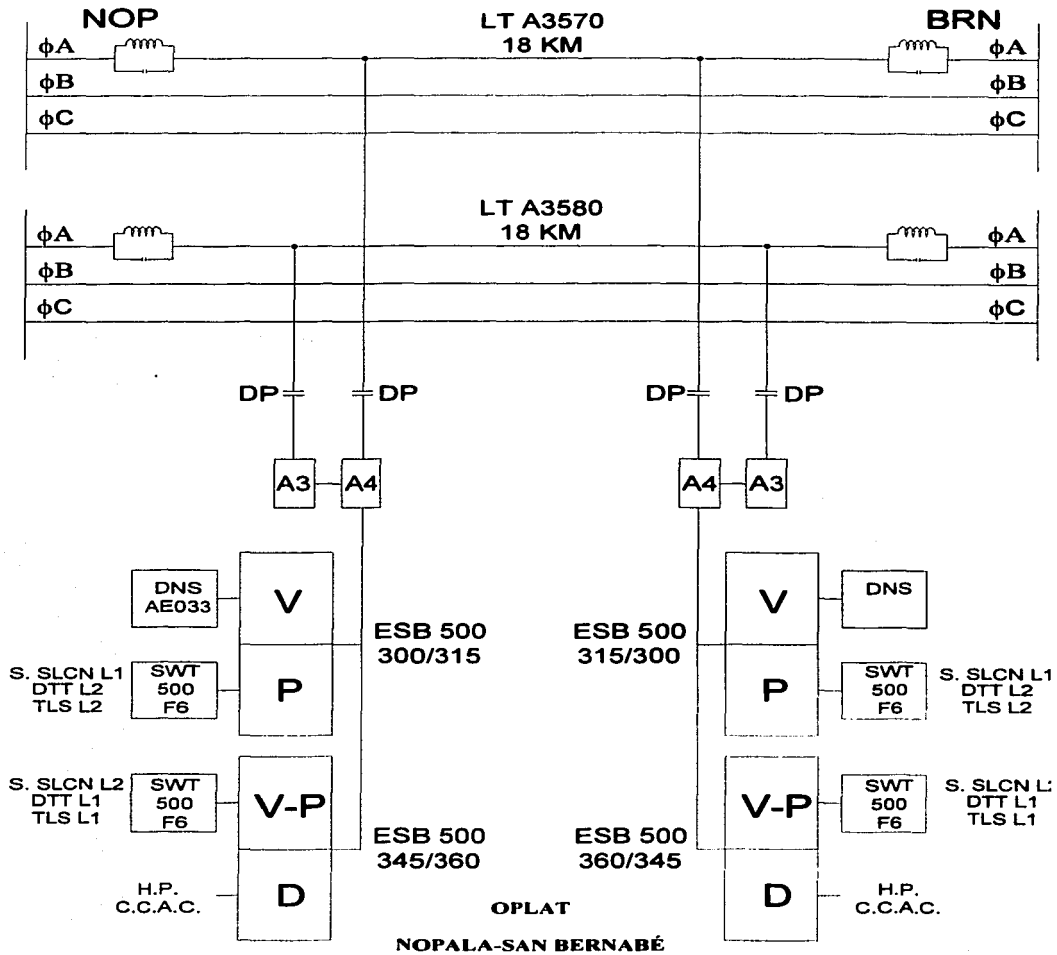 NOP
LT A3570
18 KM
BRN
ϕA
ϕA
ϕB
ϕB
ϕC
ϕC
LT A3580
18 KM
ϕA
ϕA
ϕB
ϕB
ϕC
ϕC
DP
DP
DP
DP
A3
A4
A4
A3
DNS
AE033
V
ESB 500
300/315
ESB 500
315/300
V
DNS
S. SLCN L1
DTT L2
TLS L2
SWT
500
F6
P
P
SWT
500
F6
S. SLCN L1
DTT L2
TLS L2
S. SLCN L2
DTT L1
TLS L1
SWT
500
F6
V-P
ESB 500
345/360
ESB 500
360/345
V-P
SWT
500
F6
S. SLCN
DTT L1
TLS L1
H.P.
C.C.A.C.
D
D
H.P.
C.C.A.C.
OPLAT
NOPALA-SAN BERNABÉ